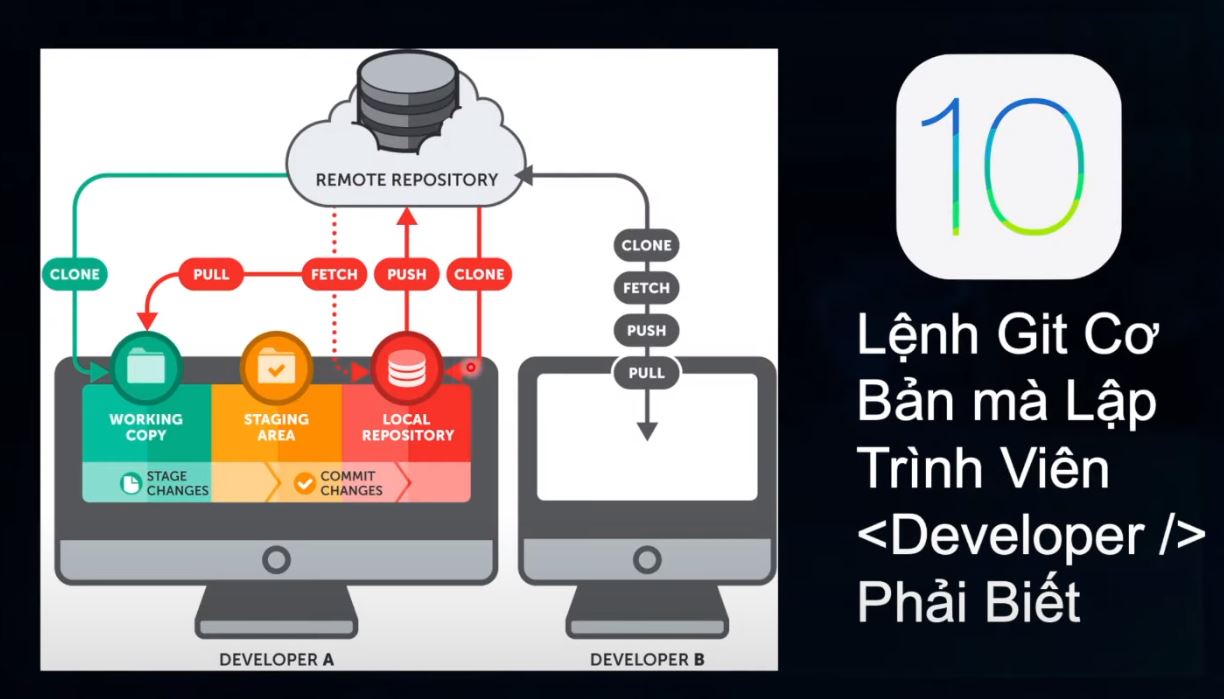 REMOTE REPOSITORY
CLONE
PULL
FETCH
PUSH
CLONE
WORKING
COPY
STAGING
AREA
LOCAL
REPOSITORY
STAGE
CHANGES
COMMIT
CHANGES
DEVELOPER A
CLONE
FETCH
PUSH
PULL
DEVELOPER B
10
Lệnh Git Cơ
Bản mà Lập
Trình Viên
<Developer />
Phải Biết